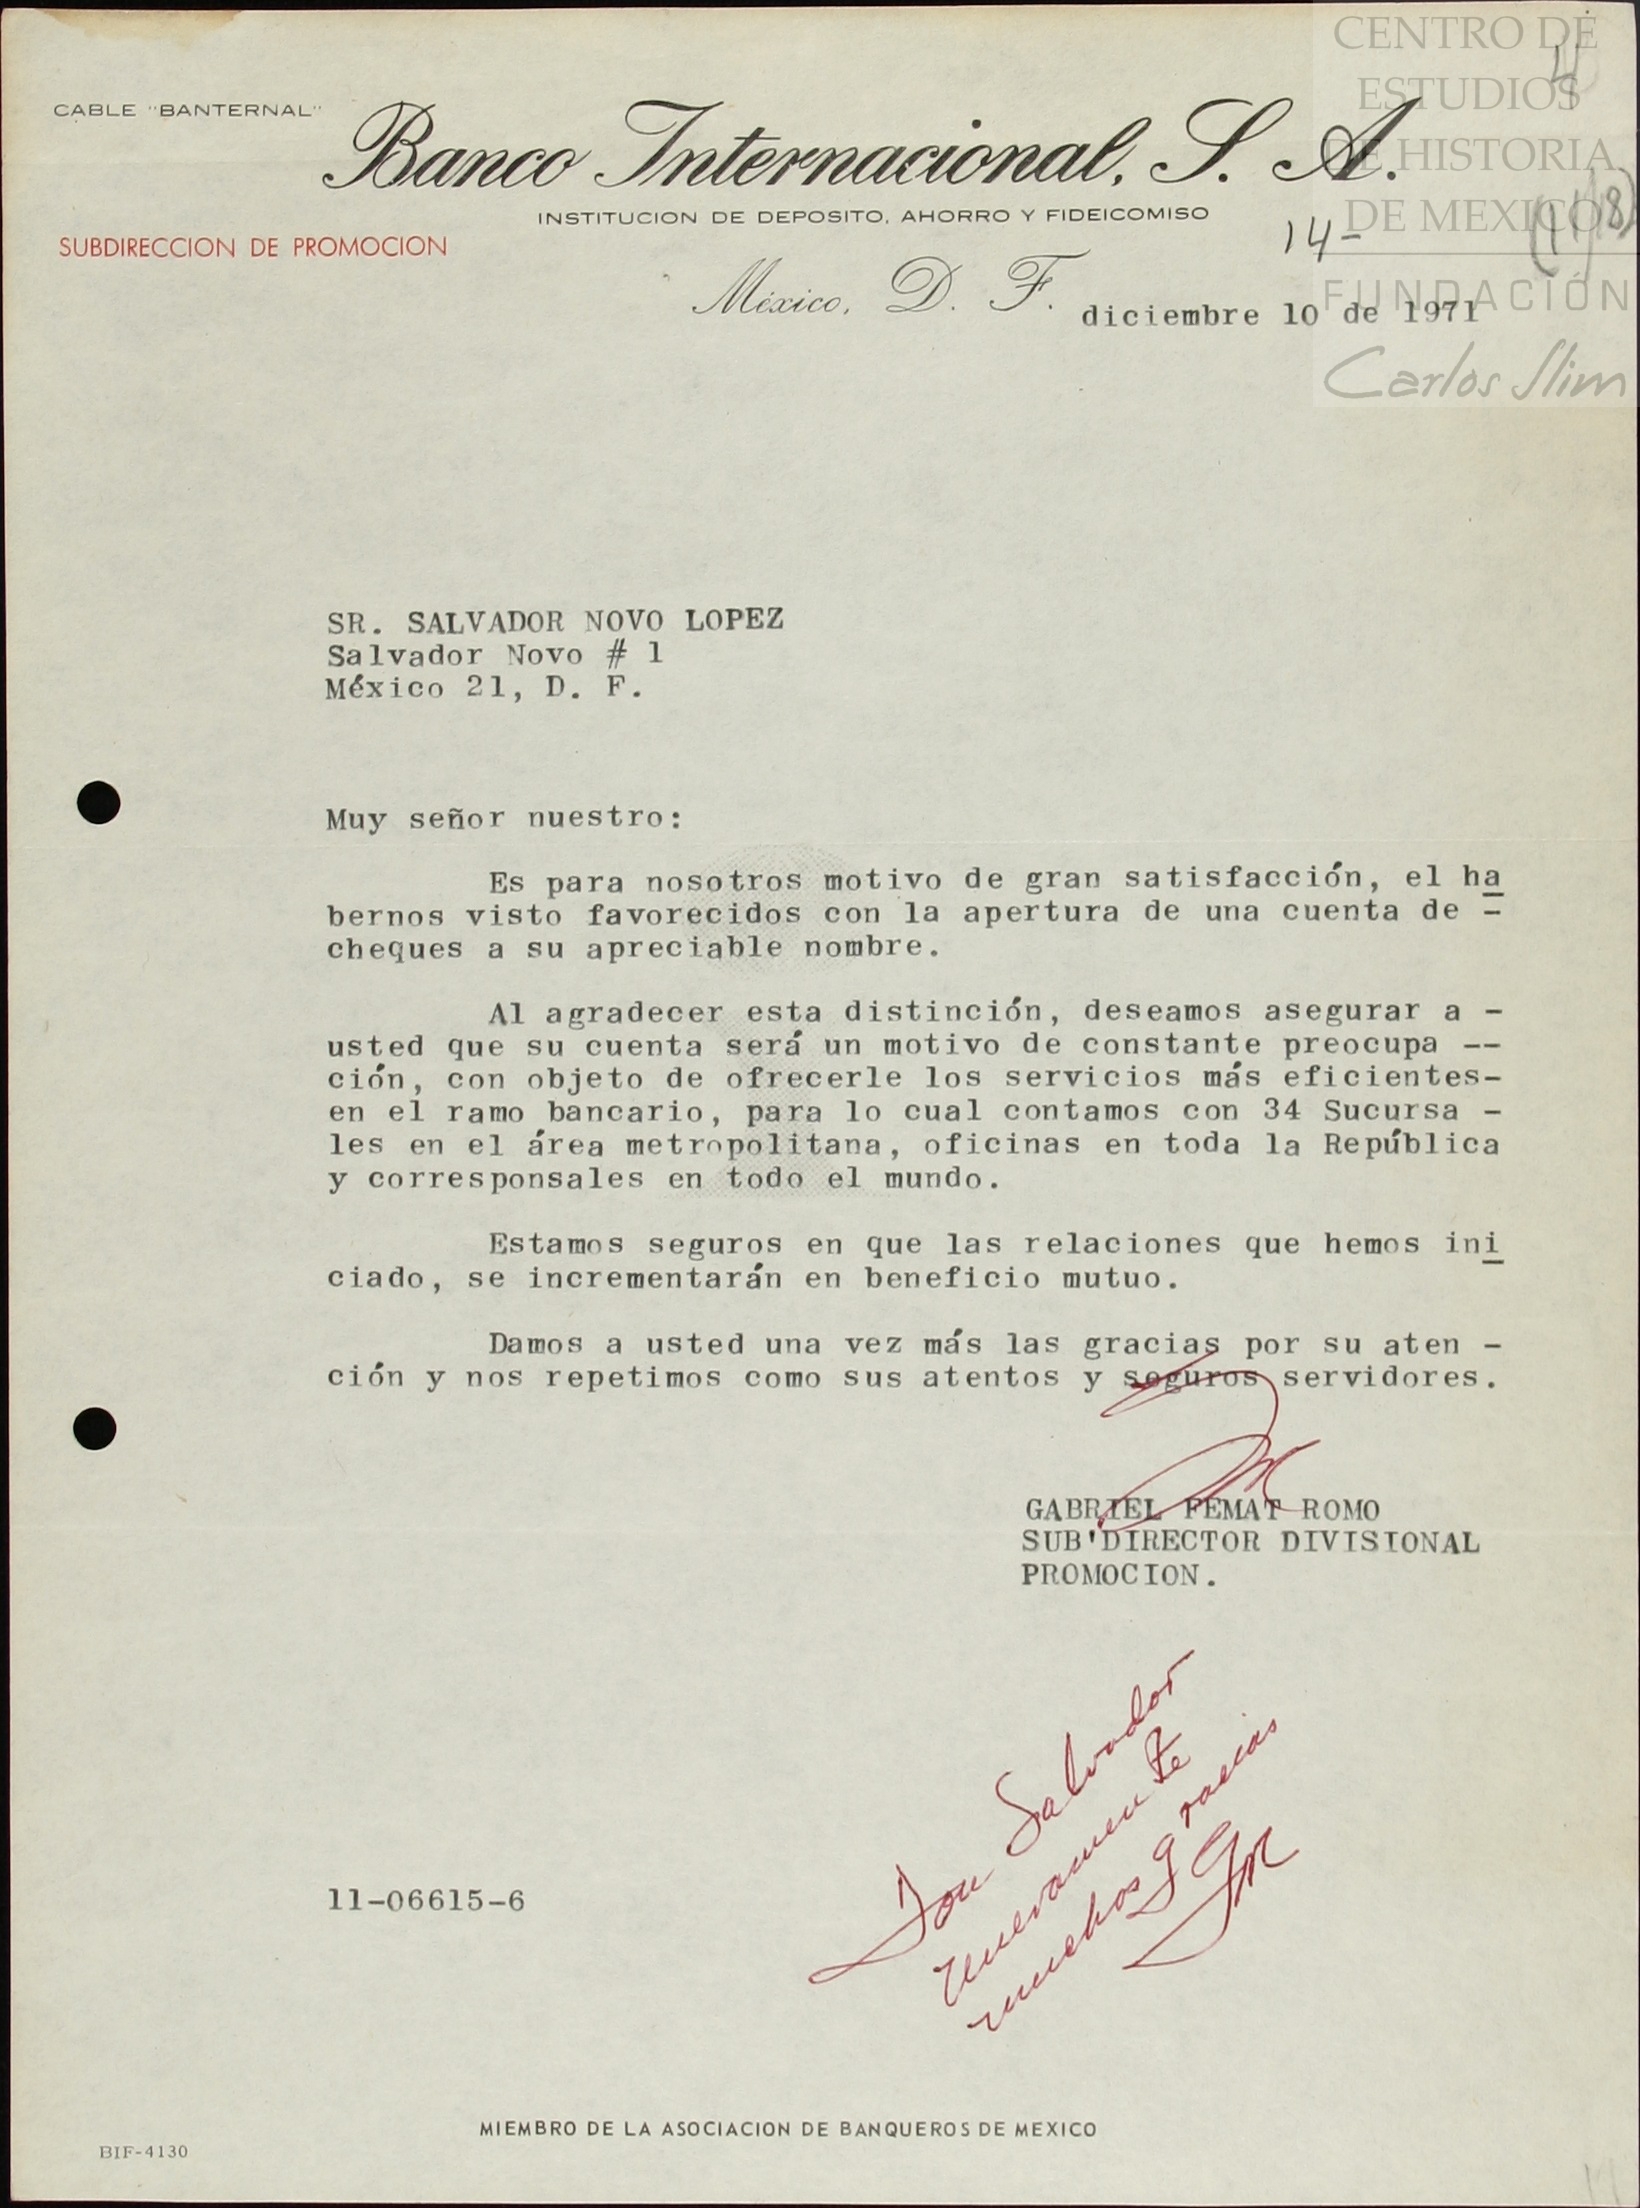 CENTRO DE
ESTUDIOS
DE HISTORIA
DE MEXICO
FUNDACIÓN
Carlos Slim
CABLE "BANTERNAL"
Banco Internacional, S. A.
INSTITUCION DE DEPOSITO, AHORRO Y FIDEICOMISO
SUBDIRECCION DE PROMOCION
14-
México, D. F. diciembre 10 de 1971
SR. SALVADOR NOVO LOPEZ
Salvador Novo # 1
México 21, D. F.
Muy señor nuestro:
Es para nosotros motivo de gran satisfacción, el ha
bernos visto favorecidos con la apertura de una cuenta de -
cheques a su apreciable nombre.
Al agradecer esta distinción, deseamos asegurar a -
usted que su cuenta será un motivo de constante preocupa --
ción, con objeto de ofrecerle los servicios más eficientes-
en el ramo bancario, para lo cual contamos con 34 Sucursa -
les en el área metropolitana, oficinas en toda la República
y corresponsales en todo el mundo.
Estamos seguros en que las relaciones que hemos ini
ciado, se incrementarán en beneficio mutuo.
Damos a usted una vez más las gracias por su aten -
ción y nos repetimos como sus atentos y seguros servidores.
GABRIEL FEMAT ROMO
SUB'DIRECTOR DIVISIONAL
PROMOCION.
Don Salvador
nuevamente
muchas gracias
11-06615-6
MIEMBRO DE LA ASOCIACION DE BANQUEROS DE MEXICO
BIF-4130